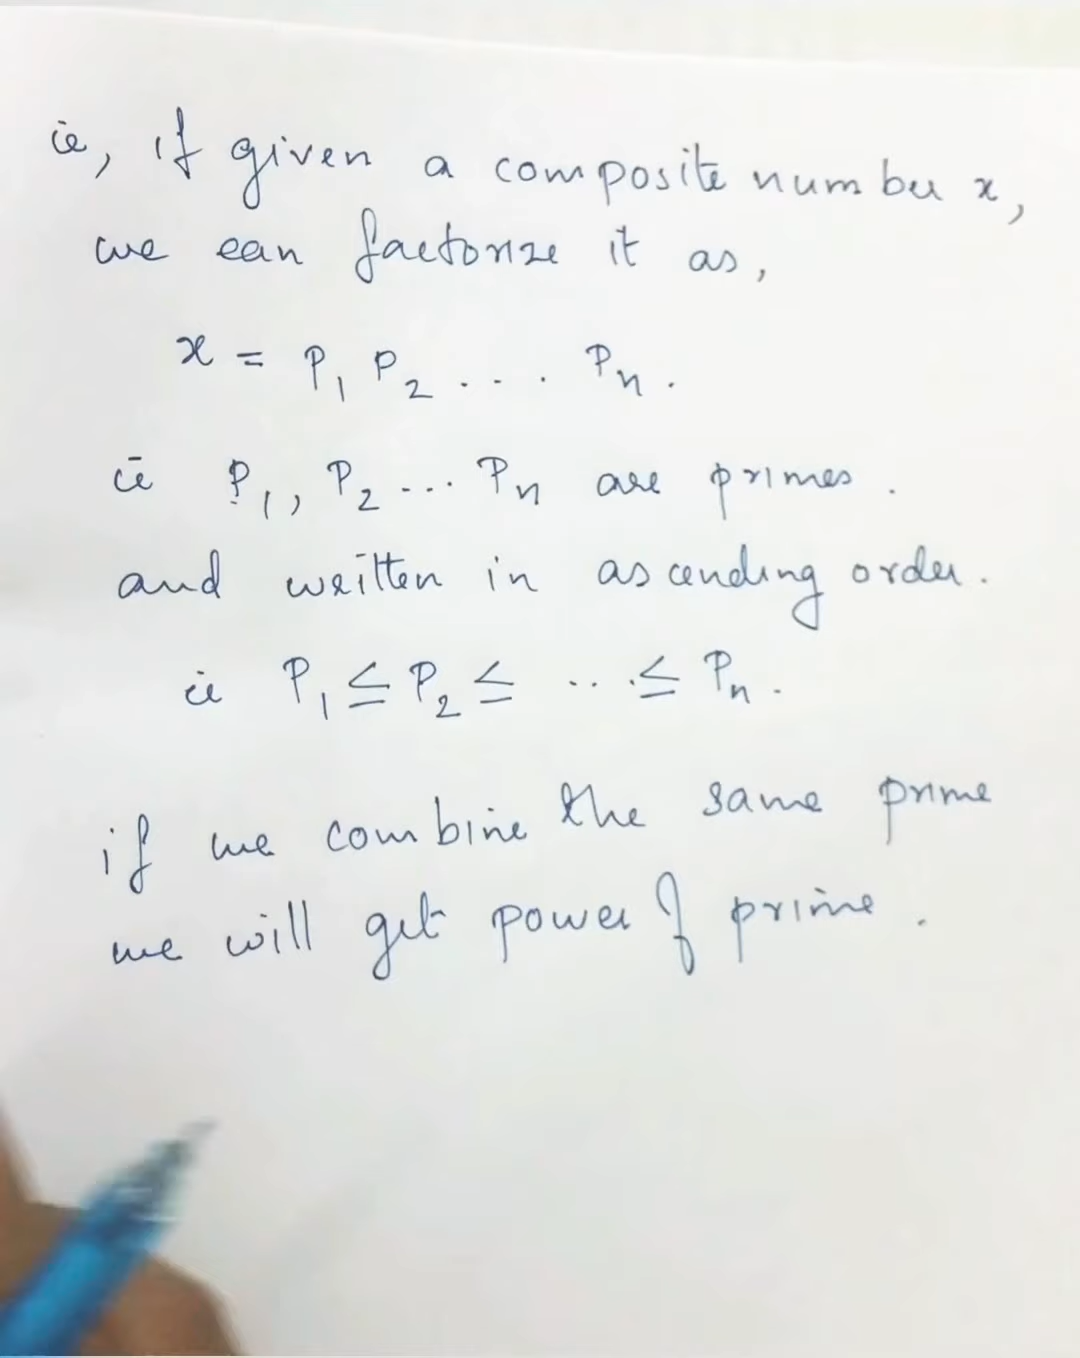 ie, if given a composite number x,
we can factorize it as,
x = P₁ P₂ .... Pₙ.
ie P₁, P₂ ... Pₙ are primes.
and written in ascending order.
ie P₁ ≤ P₂ ≤ ... ≤ Pₙ.
if we combine the same prime
we will get power of prime.